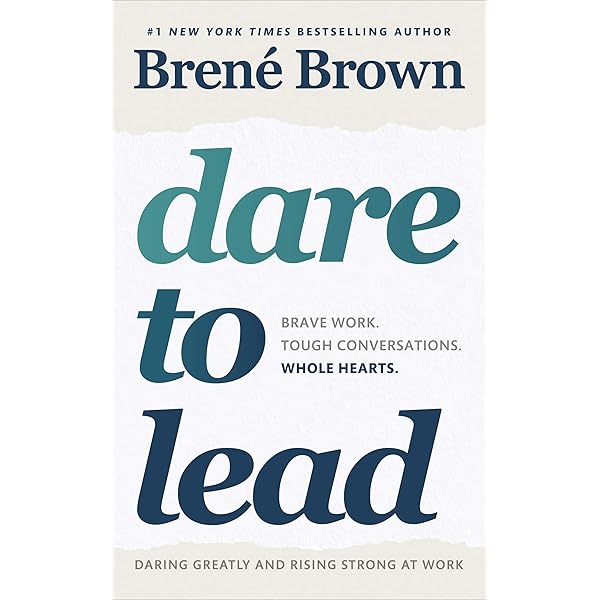 #1 NEW YORK TIMES BESTSELLING AUTHOR
Brené Brown
dare
to
BRAVE WORK.
TOUGH CONVERSATIONS.
WHOLE HEARTS.
lead
DARING GREATLY AND RISING STRONG AT WORK